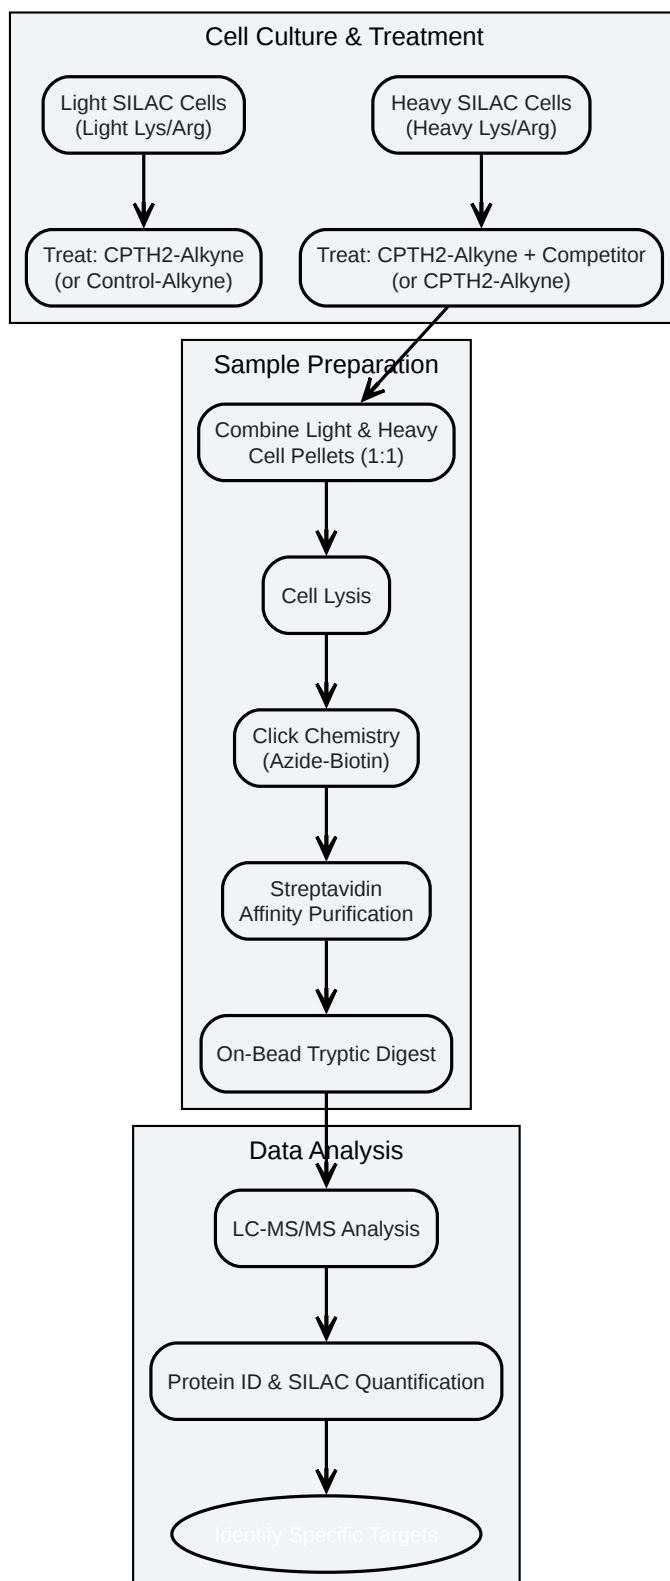 Cell Culture & Treatment
Light SILAC Cells
(Light Lys/Arg)
Heavy SILAC Cells
(Heavy Lys/Arg)
Treat: CPTH2-Alkyne
(or Control-Alkyne)
Treat: CPTH2-Alkyne + Competitor
(or CPTH2-Alkyne)
Sample Preparation
Combine Light & Heavy
Cell Pellets (1:1)
Cell Lysis
Click Chemistry
(Azide-Biotin)
Streptavidin
Affinity Purification
On-Bead Tryptic Digest
Data Analysis
LC-MS/MS Analysis
Protein ID & SILAC Quantification
Identify Specific Targets